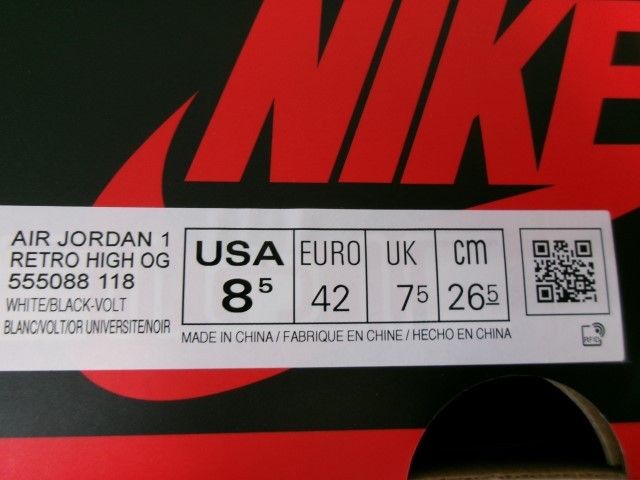 NIKE
AIR JORDAN 1
RETRO HIGH OG
555088 118
WHITE/BLACK-VOLT
BLANC/VOLT/OR UNIVERSITE/NOIR
USA EURO UK cm
8⁵ 42 7⁵ 26⁵
MADE IN CHINA / FABRIQUE EN CHINE / HECHO EN CHINA
RFID